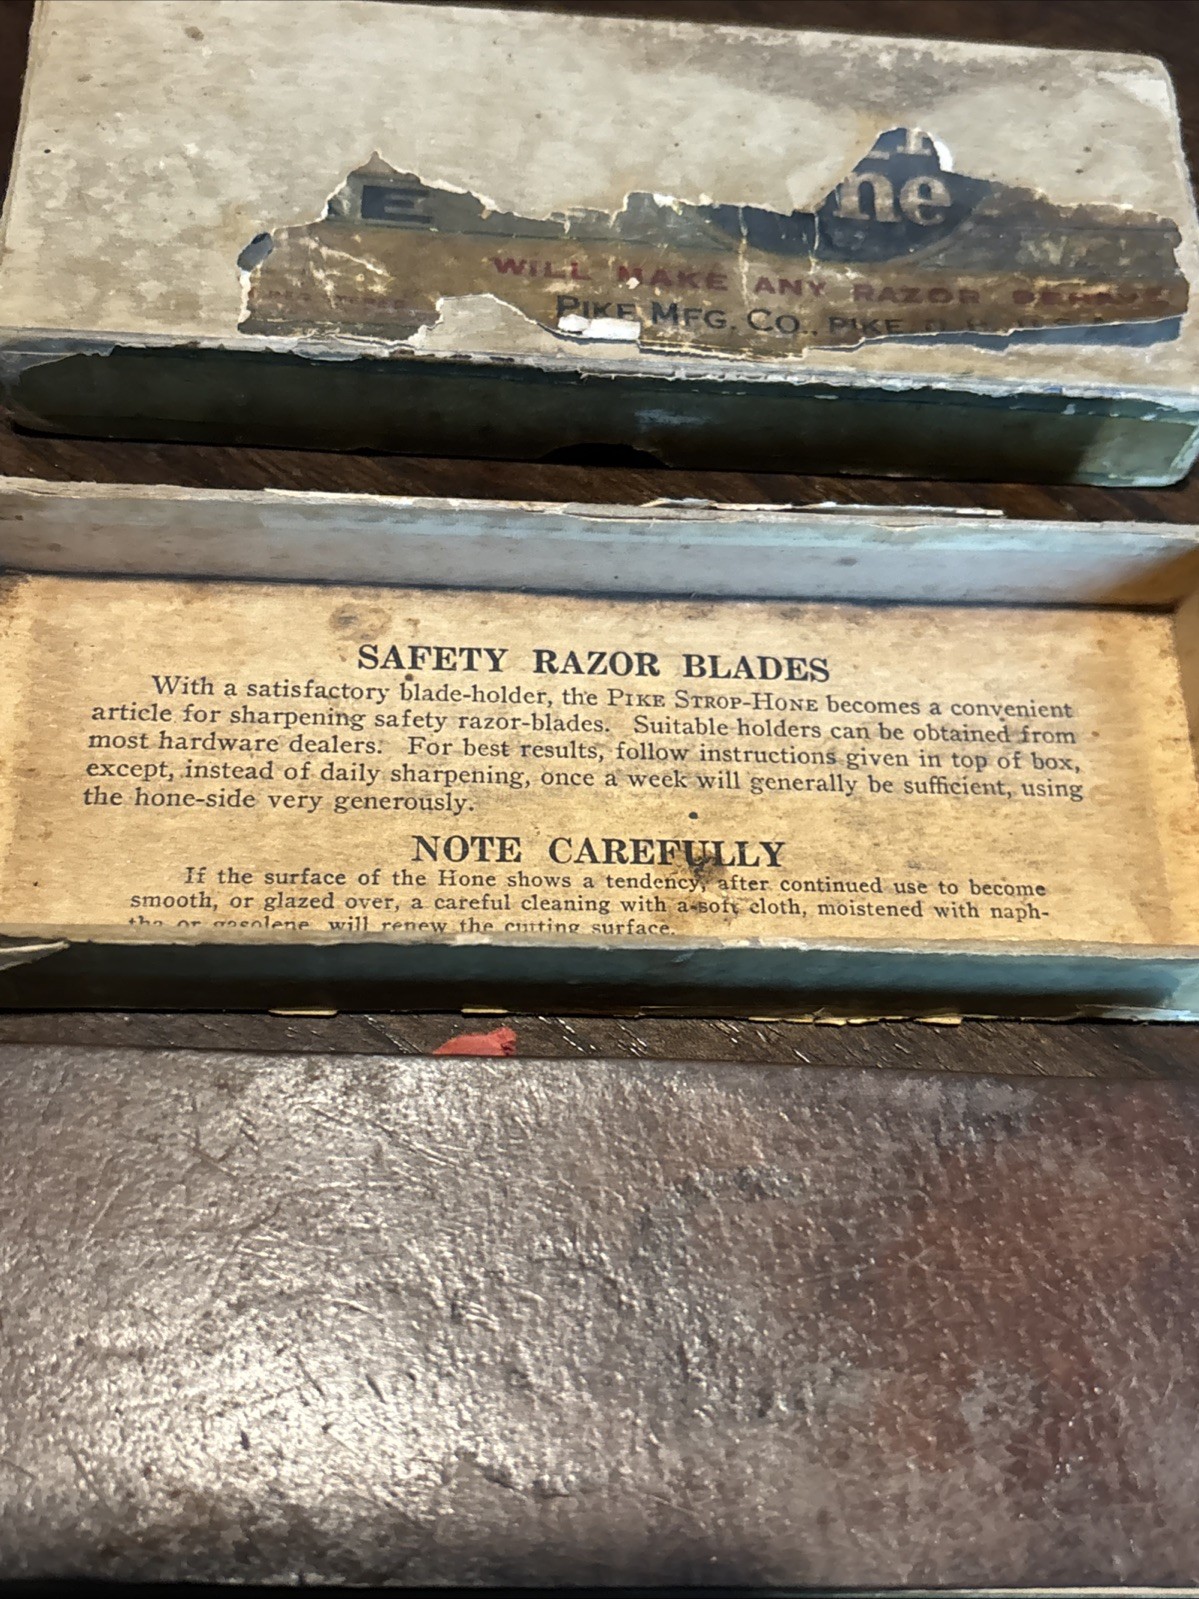 ne
WILL MAKE ANY RAZOR
PIKE MFG. CO., PIKE
SAFETY RAZOR BLADES
With a satisfactory blade-holder, the PIKE STROP-HONE becomes a convenient
article for sharpening safety razor-blades. Suitable holders can be obtained from
most hardware dealers. For best results, follow instructions given in top of box,
except, instead of daily sharpening, once a week will generally be sufficient, using
the hone-side very generously.
NOTE CAREFULLY
If the surface of the Hone shows a tendency, after continued use to become
smooth, or glazed over, a careful cleaning with a soft cloth, moistened with naph-
tha or gasolene, will renew the cutting surface.